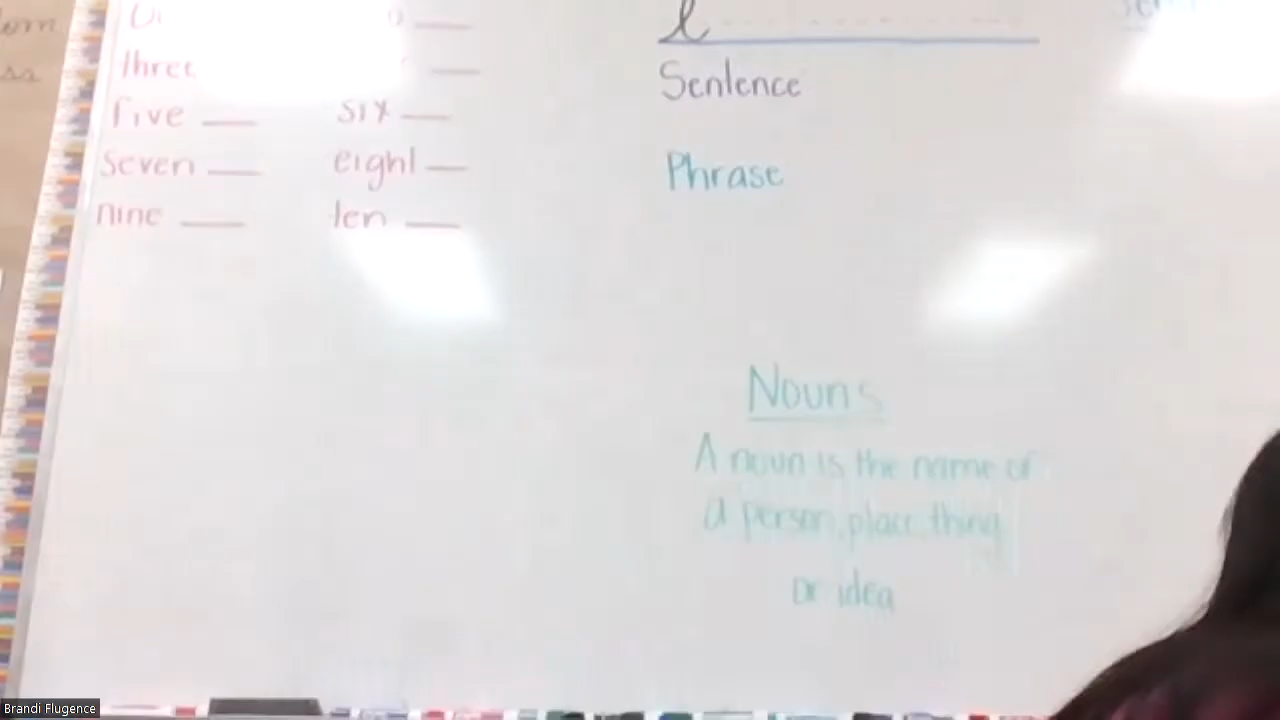 three
five ___ six ___
seven ___ eight ___
nine ___ ten ___
l
Sentence
Phrase
Nouns
A noun is the name of
a person, place, thing
or idea
Brandi Flugence